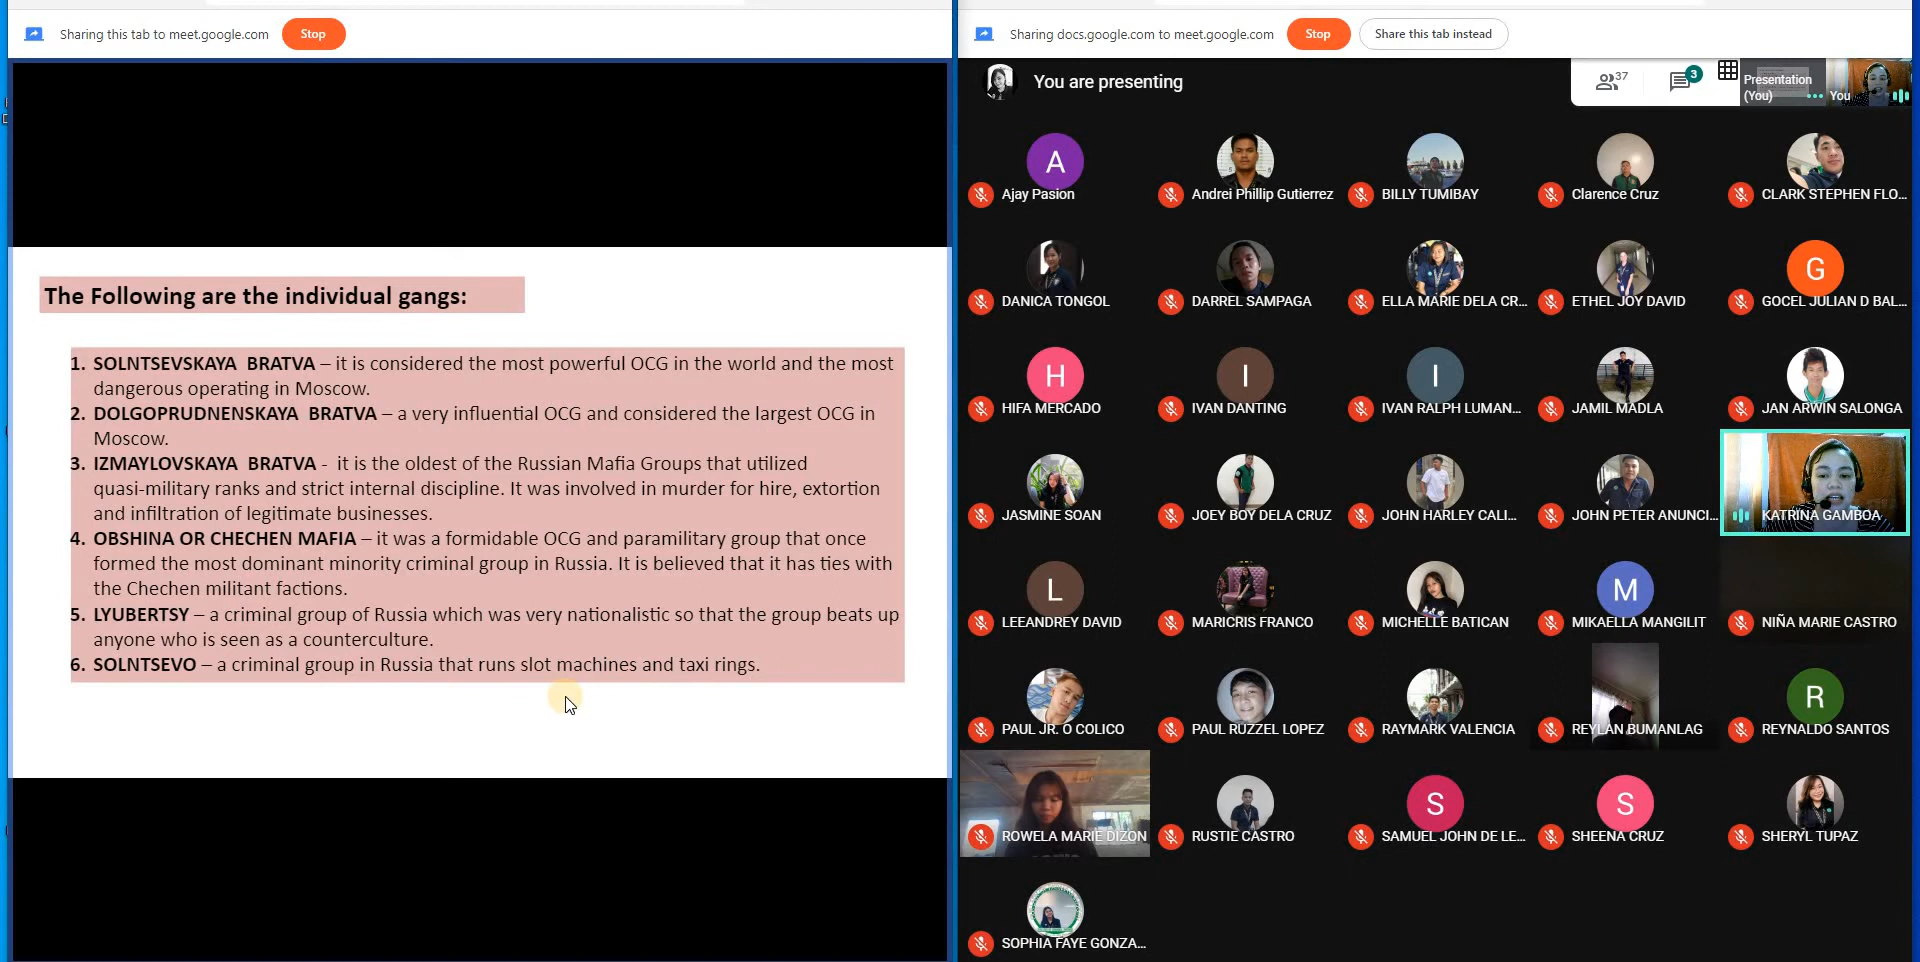 Sharing this tab to meet.google.com
Stop
The Following are the individual gangs:
1. SOLNTSEVSKAYA BRATVA – it is considered the most powerful OCG in the world and the most
dangerous operating in Moscow.
2. DOLGOPRUDNENSKAYA BRATVA – a very influential OCG and considered the largest OCG in
Moscow.
3. IZMAYLOVSKAYA BRATVA - it is the oldest of the Russian Mafia Groups that utilized
quasi-military ranks and strict internal discipline. It was involved in murder for hire, extortion
and infiltration of legitimate businesses.
4. OBSHINA OR CHECHEN MAFIA – it was a formidable OCG and paramilitary group that once
formed the most dominant minority criminal group in Russia. It is believed that it has ties with
the Chechen militant factions.
5. LYUBERTSY – a criminal group of Russia which was very nationalistic so that the group beats up
anyone who is seen as a counterculture.
6. SOLNTSEVO – a criminal group in Russia that runs slot machines and taxi rings.
Sharing docs.google.com to meet.google.com
Stop
Share this tab instead
You are presenting
37
3
Presentation
(You)
You
A
Ajay Pasion
Andrei Phillip Gutierrez
BILLY TUMIBAY
Clarence Cruz
CLARK STEPHEN FLO...
DANICA TONGOL
DARREL SAMPAGA
ELLA MARIE DELA CR...
ETHEL JOY DAVID
G
GOCEL JULIAN D BAL...
H
HIFA MERCADO
I
IVAN DANTING
I
IVAN RALPH LUMAN...
JAMIL MADLA
JAN ARWIN SALONGA
JASMINE SOAN
JOEY BOY DELA CRUZ
JOHN HARLEY CALI...
JOHN PETER ANUNCI...
KATRINA GAMBOA
L
LEEANDREY DAVID
MARICRIS FRANCO
MICHELLE BATICAN
M
MIKAELLA MANGILIT
NIÑA MARIE CASTRO
PAUL JR. O COLICO
PAUL RUZZEL LOPEZ
RAYMARK VALENCIA
REYLAN BUMANLAG
R
REYNALDO SANTOS
ROWELA MARIE DIZON
RUSTIE CASTRO
S
SAMUEL JOHN DE LE...
S
SHEENA CRUZ
SHERYL TUPAZ
SOPHIA FAYE GONZA...